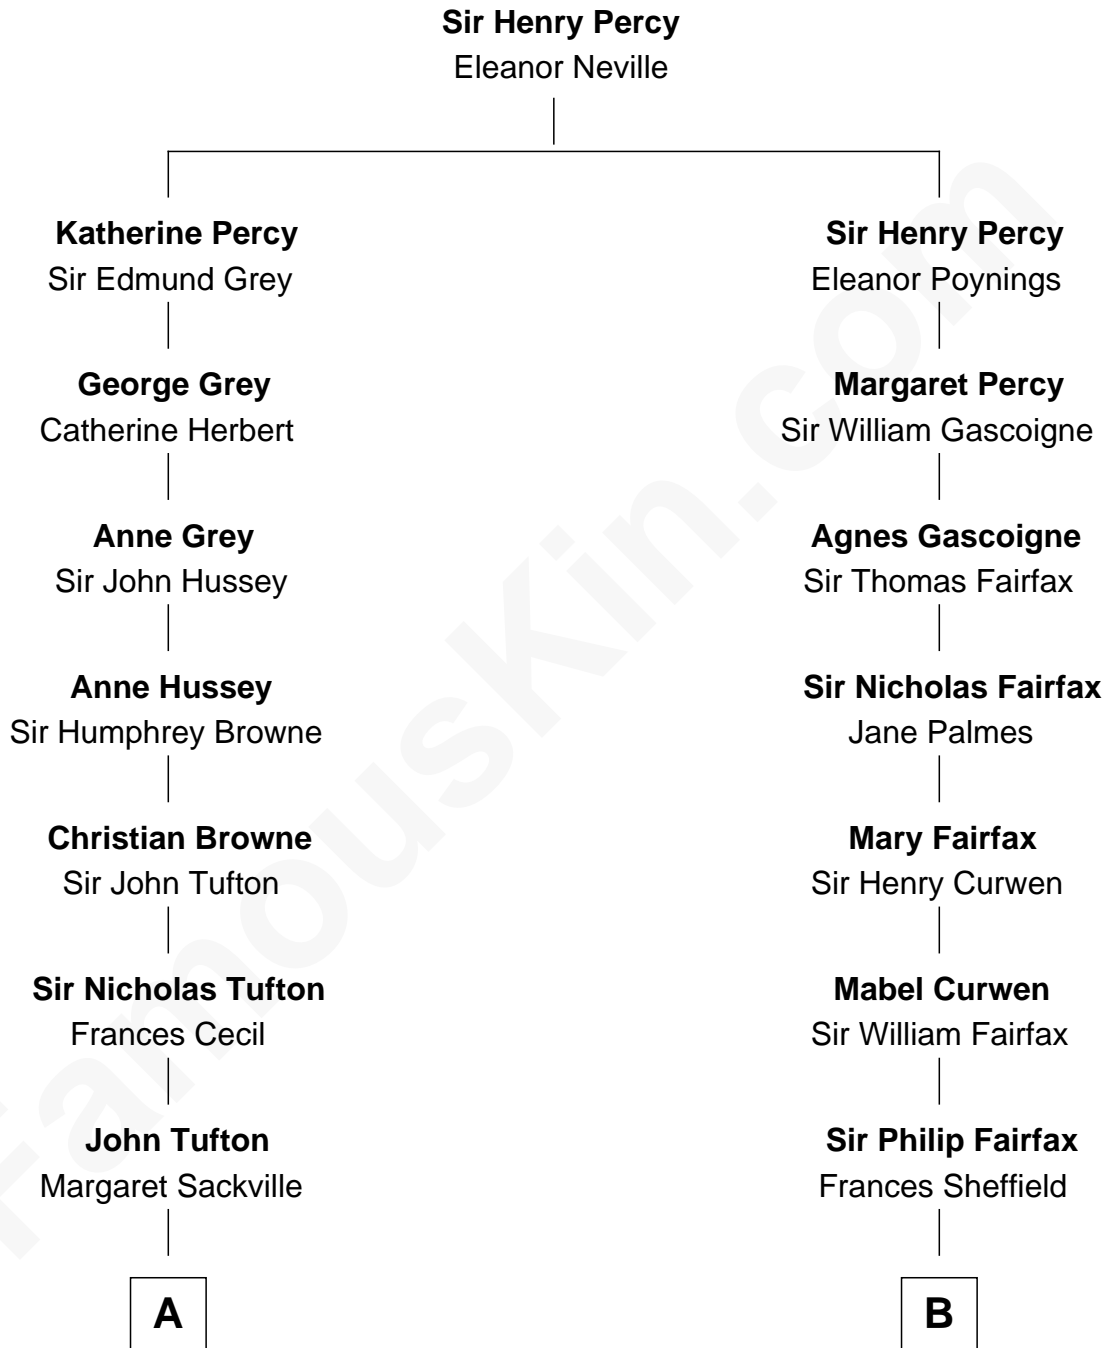 Sir Henry Percy
Eleanor Neville
Katherine Percy
Sir Edmund Grey
George Grey
Catherine Herbert
Anne Grey
Sir John Hussey
Anne Hussey
Sir Humphrey Browne
Christian Browne
Sir John Tufton
Sir Nicholas Tufton
Frances Cecil
John Tufton
Margaret Sackville
A
Sir Henry Percy
Eleanor Poynings
Margaret Percy
Sir William Gascoigne
Agnes Gascoigne
Sir Thomas Fairfax
Sir Nicholas Fairfax
Jane Palmes
Mary Fairfax
Sir Henry Curwen
Mabel Curwen
Sir William Fairfax
Sir Philip Fairfax
Frances Sheffield
B
FamousKin.com